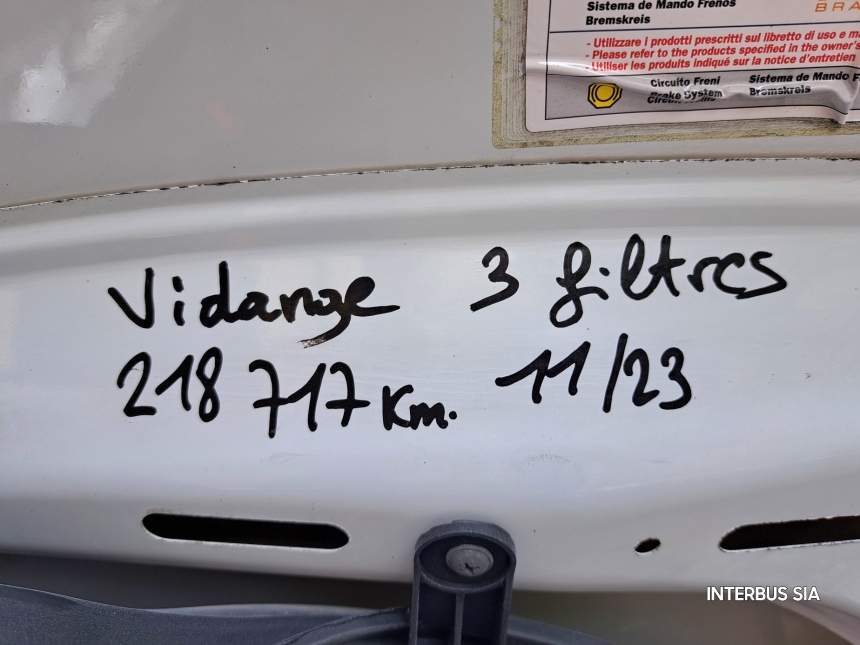 Sistema de Mando Frenos
Bremskreis
- Utilizzare i prodotti prescritti sul libretto di uso e
- Please refer to the products specified in the owner's
- Utiliser les produits indiqué sur la notice d'entretien
Circuito Freni
Brake System
Sistema de Mando
Bremskreis
Vidange 3 filtres
218 717 Km. 11/23
INTERBUS SIA